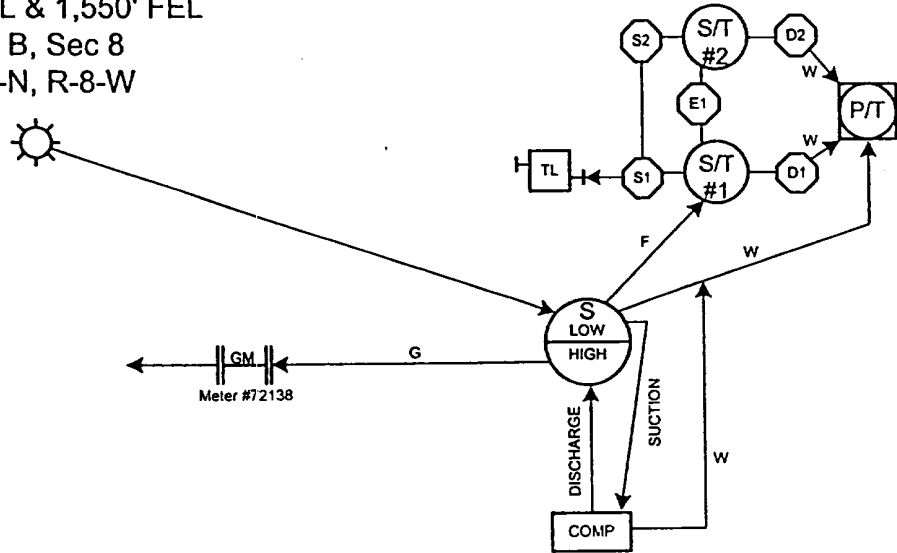 & 1,550' FEL
B, Sec 8
-N, R-8-W
S2
S/T
#2
D2
W
E1
P/T
W
TL
S1
S/T
#1
D1
F
W
S
LOW
HIGH
G
GM
Meter #72138
DISCHARGE
SUCTION
W
COMP